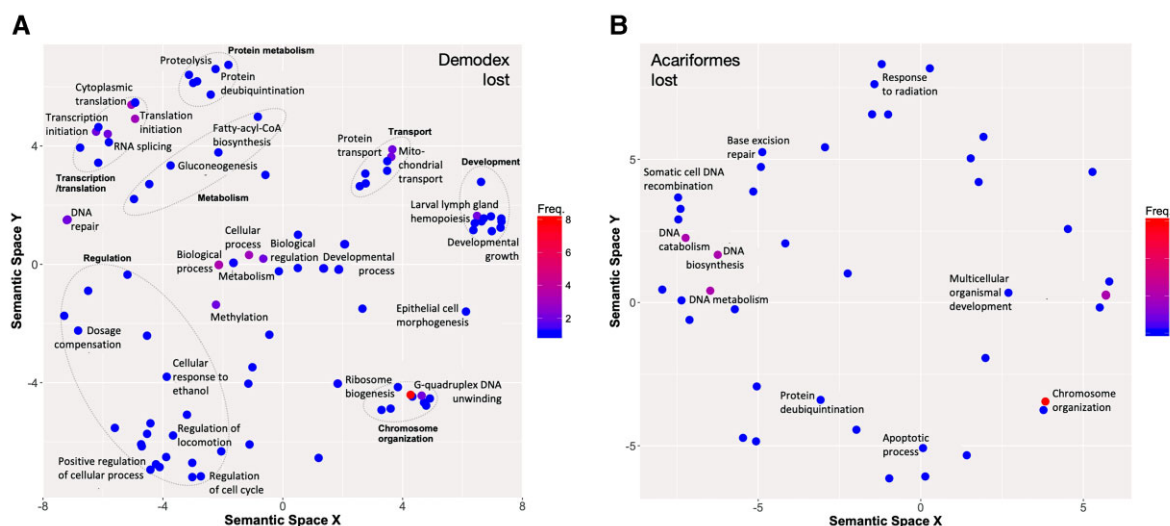 A
Demodex
lost
Protein metabolism
Proteolysis
Protein
deubiquintination
Cytoplasmic
translation
Transcription
initiation
Translation
initiation
RNA splicing
Transcription
/translation
Fatty-acyl-CoA
biosynthesis
Gluconeogenesis
Metabolism
Transport
Protein
transport
Mito-
chondrial
transport
Development
Larval lymph gland
hemopoiesis
Developmental
growth
DNA
repair
Cellular
process
Biological
process
Biological
regulation
Metabolism
Developmental
process
Methylation
Regulation
Dosage
compensation
Epithelial cell
morphogenesis
Cellular
response to
ethanol
Ribosome
biogenesis
G-quadruplex DNA
unwinding
Chromosome
organization
Regulation of
locomotion
Positive regulation
of cellular process
Regulation
of cell cycle
Semantic Space Y
4
0
-4
-8
-4
0
4
8
Semantic Space X
Freq.
8
6
4
2
B
Acariformes
lost
Response
to radiation
Base excision
repair
Somatic cell DNA
recombination
DNA
catabolism
DNA
biosynthesis
DNA metabolism
Multicellular
organismal
development
Protein
deubiquintination
Chromosome
organization
Apoptotic
process
Semantic Space Y
5
0
-5
-5
0
5
Semantic Space X
Freq.